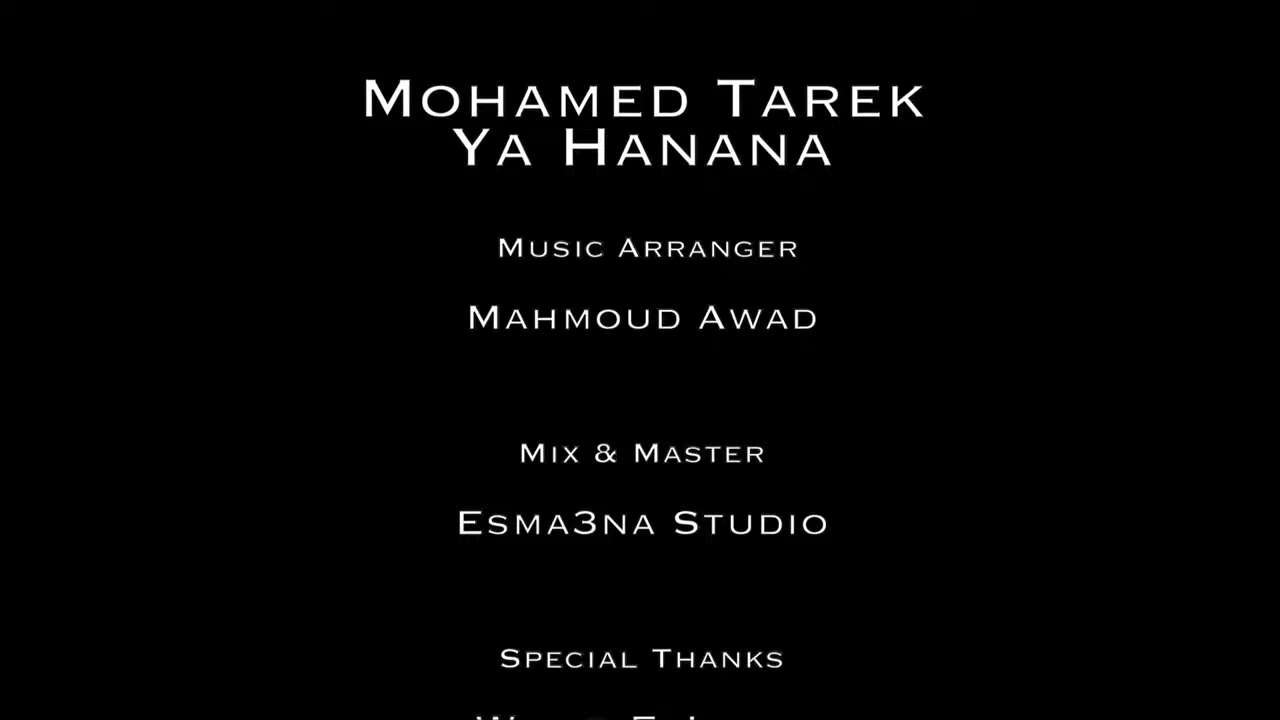 Mohamed Tarek
Ya Hanana
Music Arranger
Mahmoud Awad
Mix & Master
Esma3na Studio
Special Thanks